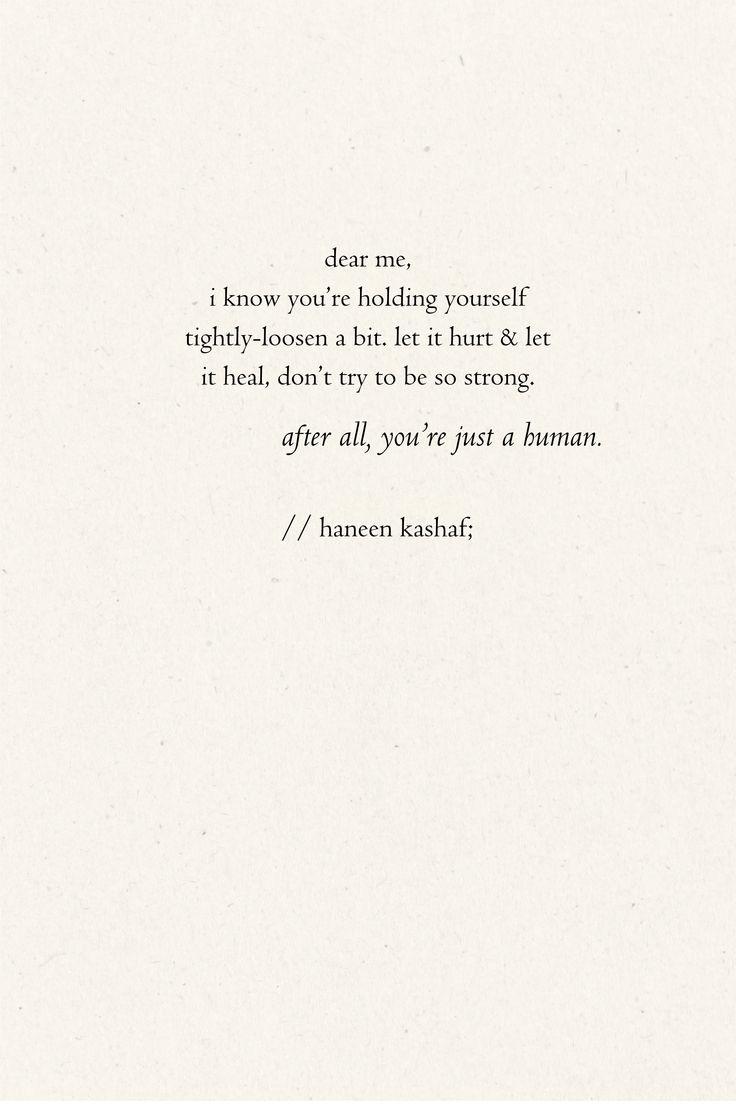 dear me,
i know you're holding yourself
tightly-loosen a bit. let it hurt & let
it heal, don't try to be so strong.
after all, you're just a human.
// haneen kashaf;